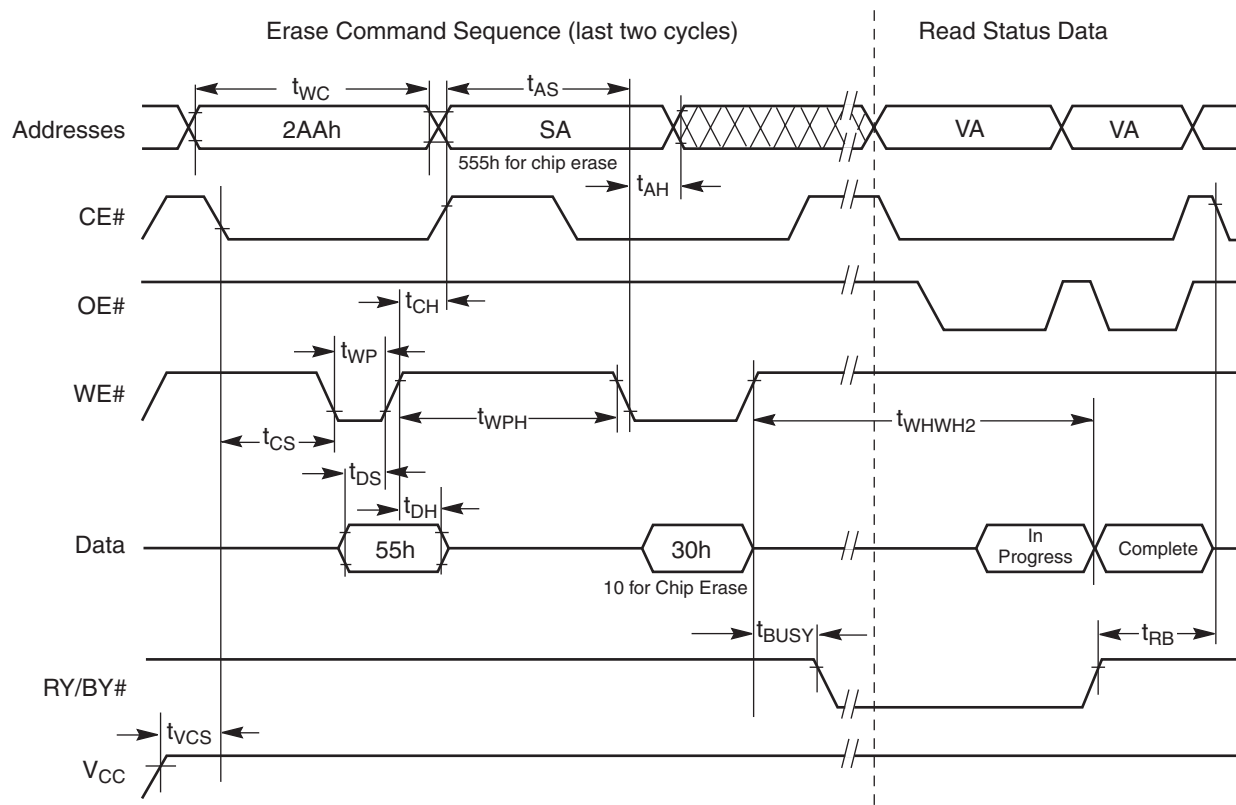 Erase Command Sequence (last two cycles)
Read Status Data
tWC
tAS
Addresses
2AAh
SA
VA
VA
555h for chip erase
tAH
CE#
OE#
tCH
tWP
WE#
tWPH
tWHWH2
tCS
tDS
tDH
Data
55h
30h
In
Progress
Complete
10 for Chip Erase
tBUSY
tRB
RY/BY#
tVCS
VCC